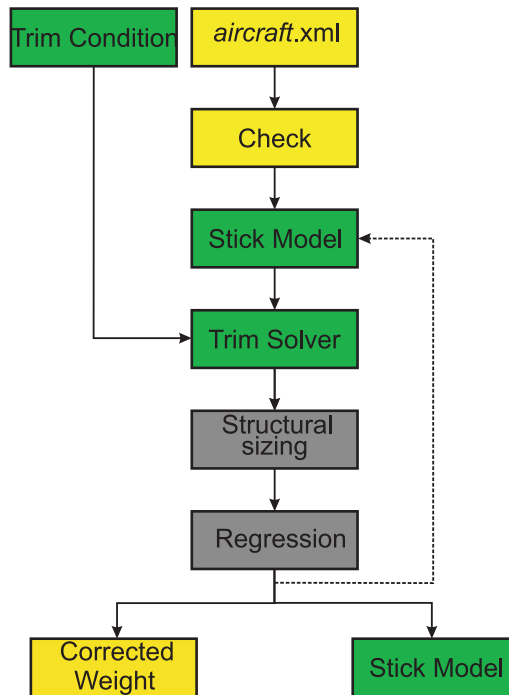 Trim Condition
aircraft.xml
Check
Stick Model
Trim Solver
Structural
sizing
Regression
Corrected
Weight
Stick Model